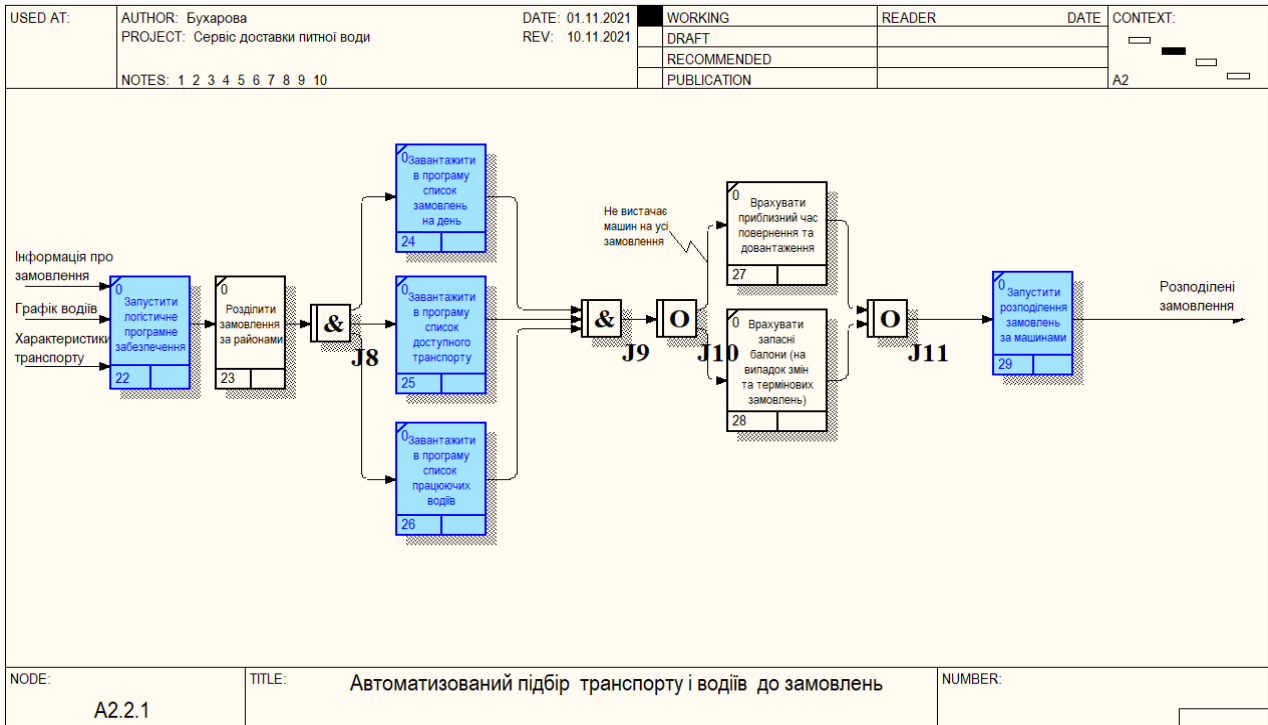 USED AT:
AUTHOR: Бухарова
DATE: 01.11.2021
PROJECT: Сервіс доставки питної води
REV: 10.11.2021
NOTES: 1 2 3 4 5 6 7 8 9 10
WORKING
DRAFT
RECOMMENDED
PUBLICATION
READER
DATE
CONTEXT:
A2
Інформація про
замовлення
Графік водіїв
Характеристики
транспорту
0
Запустити
логістичне
програмне
забезпечення
22
0
Розділити
замовлення
за районами
23
&
J8
0
Завантажити
в програму
список
замовлень
на день
24
0
Завантажити
в програму
список
доступного
транспорту
25
0
Завантажити
в програму
список
працюючих
водіїв
26
&
J9
O
J10
Не вистачає
машин на усі
замовлення
0
Врахувати
приблизний час
повернення та
довантаження
27
0
Врахувати
запасні
балони (на
випадок змін
та термінових
замовлень)
28
O
J11
0
Запустити
розподілення
замовлень
за машинами
29
Розподілені
замовлення
NODE:
A2.2.1
TITLE:
Автоматизований підбір транспорту і водіїв до замовлень
NUMBER: